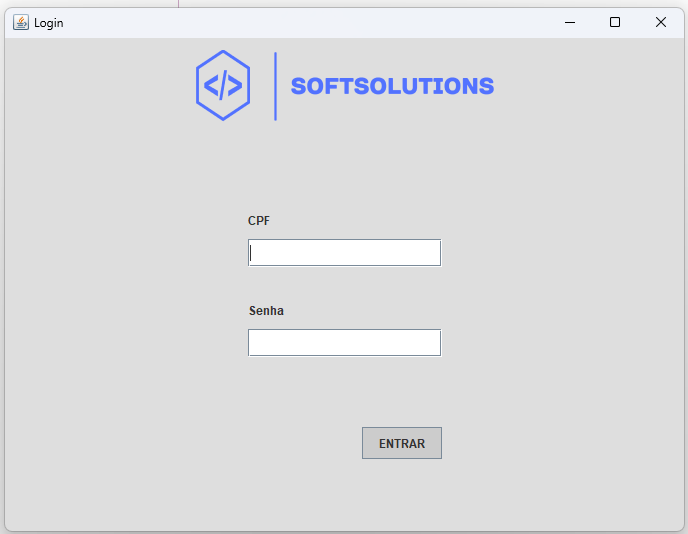 Login
</>
SOFTSOLUTIONS
CPF
Senha
ENTRAR